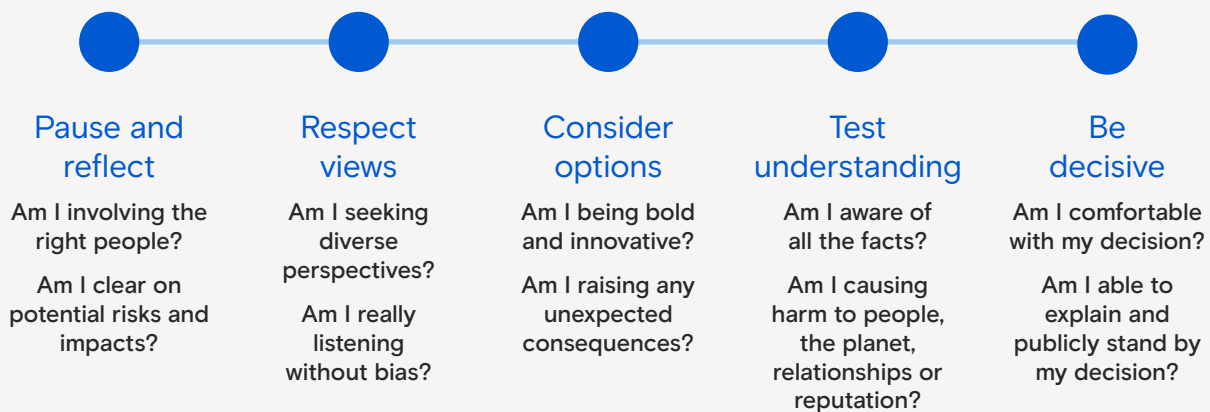 Pause and
reflect
Am I involving the
right people?
Am I clear on
potential risks and
impacts?
Respect
views
Am I seeking
diverse
perspectives?
Am I really
listening
without bias?
Consider
options
Am I being bold
and innovative?
Am I raising any
unexpected
consequences?
Test
understanding
Am I aware of
all the facts?
Am I causing
harm to people,
the planet,
relationships or
reputation?
Be
decisive
Am I comfortable
with my decision?
Am I able to
explain and
publicly stand by
my decision?